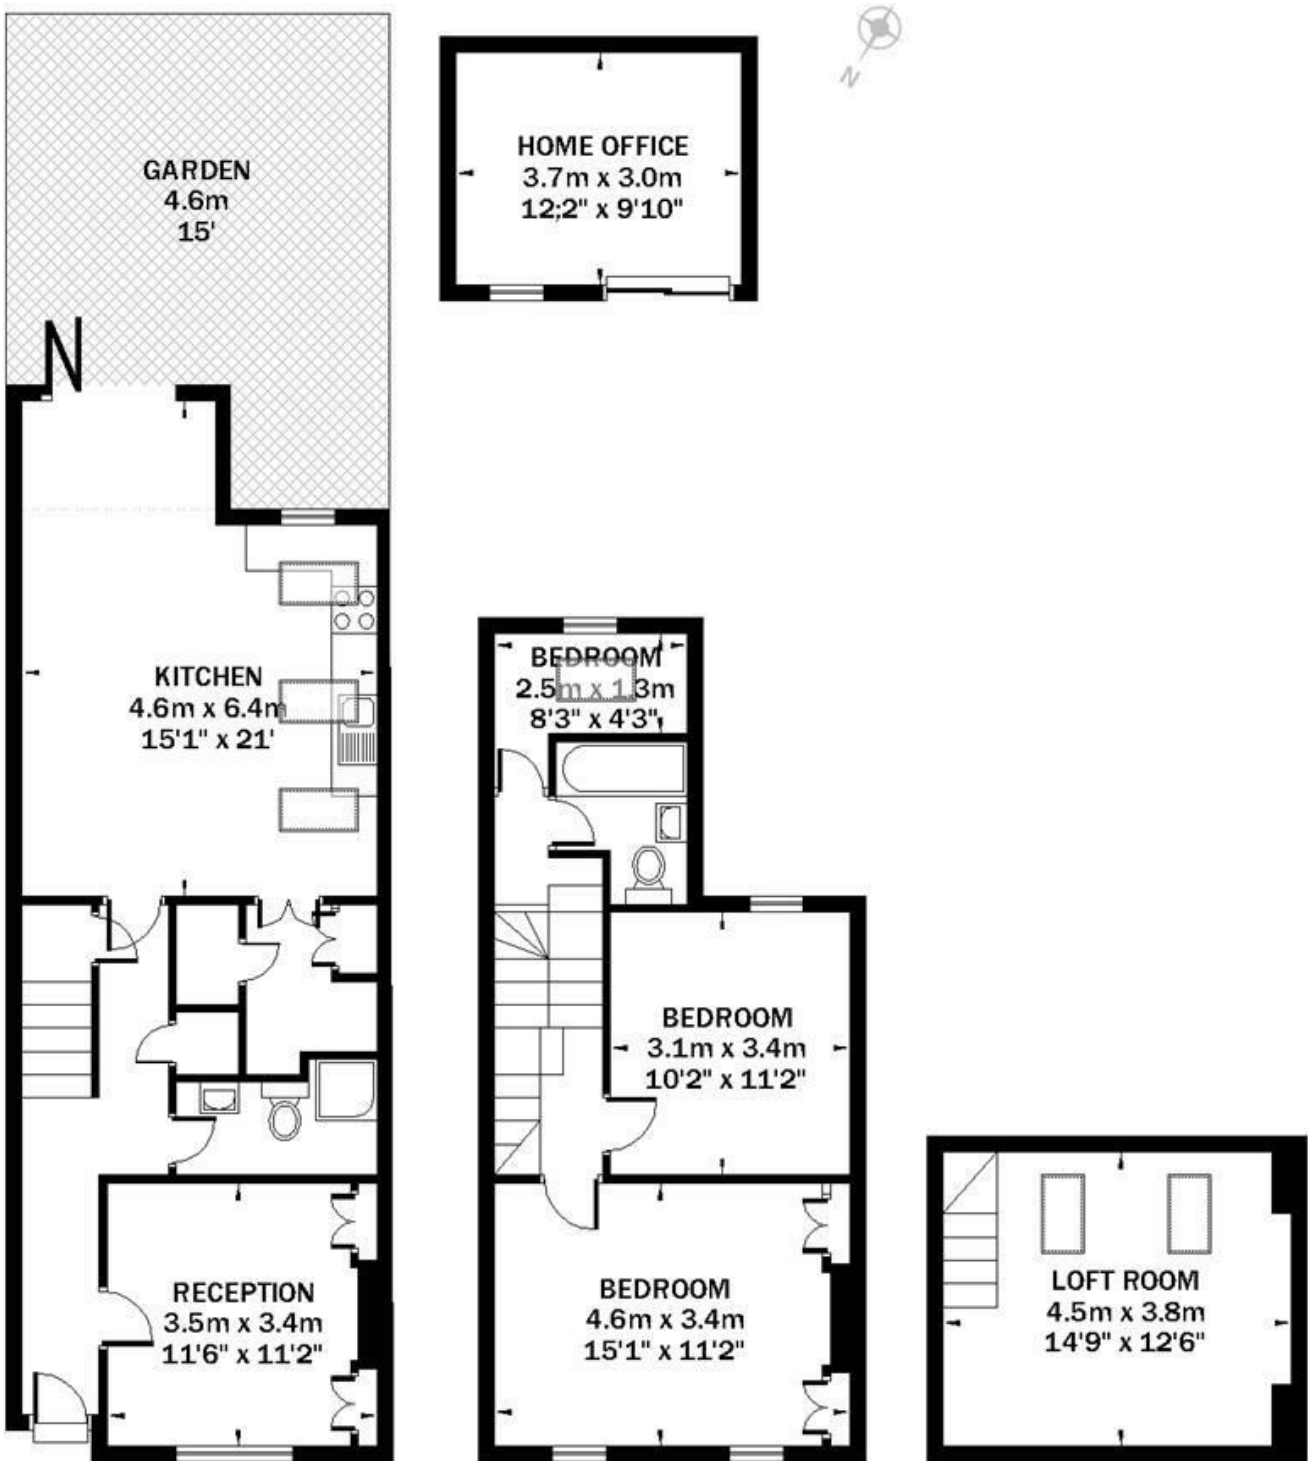 N
GARDEN
4.6m
15'
HOME OFFICE
3.7m x 3.0m
12;2" x 9'10"
KITCHEN
4.6m x 6.4m
15'1" x 21'
BEDROOM
2.5m x 1.3m
8'3" x 4'3"
BEDROOM
3.1m x 3.4m
10'2" x 11'2"
RECEPTION
3.5m x 3.4m
11'6" x 11'2"
BEDROOM
4.6m x 3.4m
15'1" x 11'2"
LOFT ROOM
4.5m x 3.8m
14'9" x 12'6"